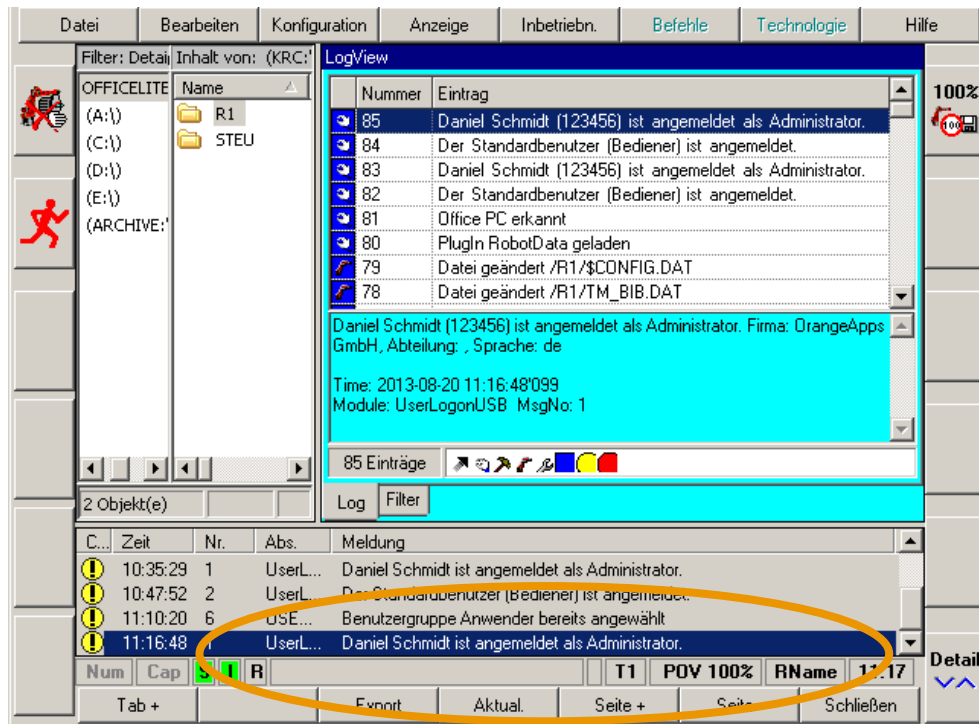 Datei Bearbeiten Konfiguration Anzeige Inbetriebn. Befehle Technologie Hilfe
Filter: Detai Inhalt von: (KRC:' LogView
OFFICELITE Name
(A:\) R1
(C:\) STEU
(D:\)
(E:\)
(ARCHIVE:'
Nummer Eintrag
85 Daniel Schmidt (123456) ist angemeldet als Administrator.
84 Der Standardbenutzer (Bediener) ist angemeldet.
83 Daniel Schmidt (123456) ist angemeldet als Administrator.
82 Der Standardbenutzer (Bediener) ist angemeldet.
81 Office PC erkannt
80 PlugIn RobotData geladen
79 Datei geändert /R1/$CONFIG.DAT
78 Datei geändert /R1/TM_BIB.DAT
100%
100
Daniel Schmidt (123456) ist angemeldet als Administrator. Firma: OrangeApps
GmbH, Abteilung: , Sprache: de
Time: 2013-08-20 11:16:48'099
Module: UserLogonUSB MsgNo: 1
85 Einträge
Log Filter
2 Objekt(e)
C... Zeit Nr. Abs. Meldung
10:35:29 1 UserL... Daniel Schmidt ist angemeldet als Administrator.
10:47:52 2 UserL... Der Standardbenutzer (Bediener) ist angemeldet.
11:10:20 6 USE... Benutzergruppe Anwender bereits angewählt
11:16:48 1 UserL... Daniel Schmidt ist angemeldet als Administrator.
Num Cap S I R T1 POV 100% RName 11:17
Detail
Tab + Export Aktual. Seite + Seite Schließen